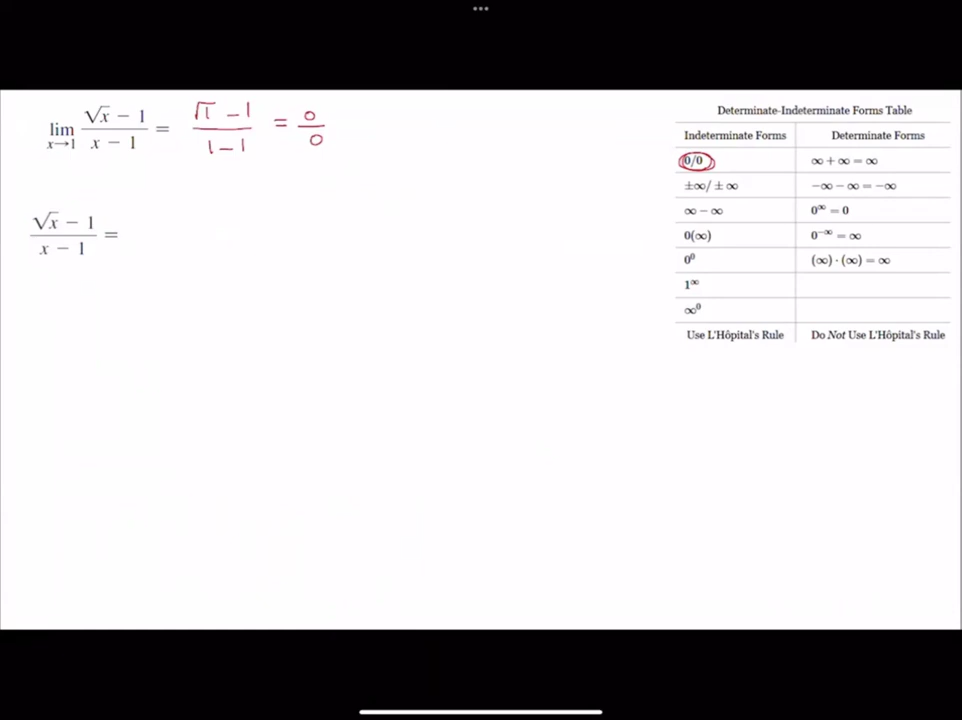 lim x→1 (√x − 1)/(x − 1) = (√1 − 1)/(1 − 1) = 0/0
(√x − 1)/(x − 1) =
Determinate-Indeterminate Forms Table
Indeterminate Forms Determinate Forms
0/0 ∞ + ∞ = ∞
±∞/ ± ∞ −∞ − ∞ = −∞
∞ − ∞ 0^∞ = 0
0(∞) 0^−∞ = ∞
0^0 (∞) · (∞) = ∞
1^∞
∞^0
Use L'Hôpital's Rule Do Not Use L'Hôpital's Rule